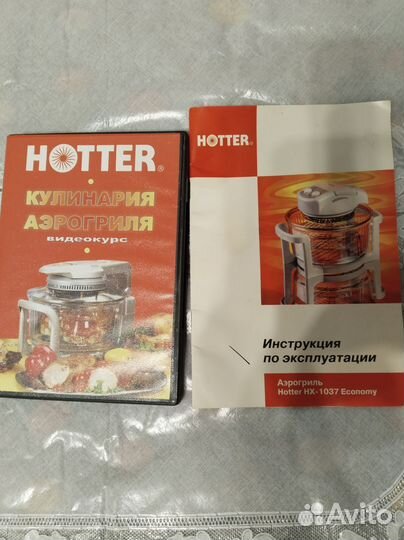 HOTTER®
КУЛИНАРИЯ
АЭРОГРИЛЯ
видеокурс
HOTTER®
Инструкция
по эксплуатации
Аэрогриль
Hotter HX-1037 Economy
Avito